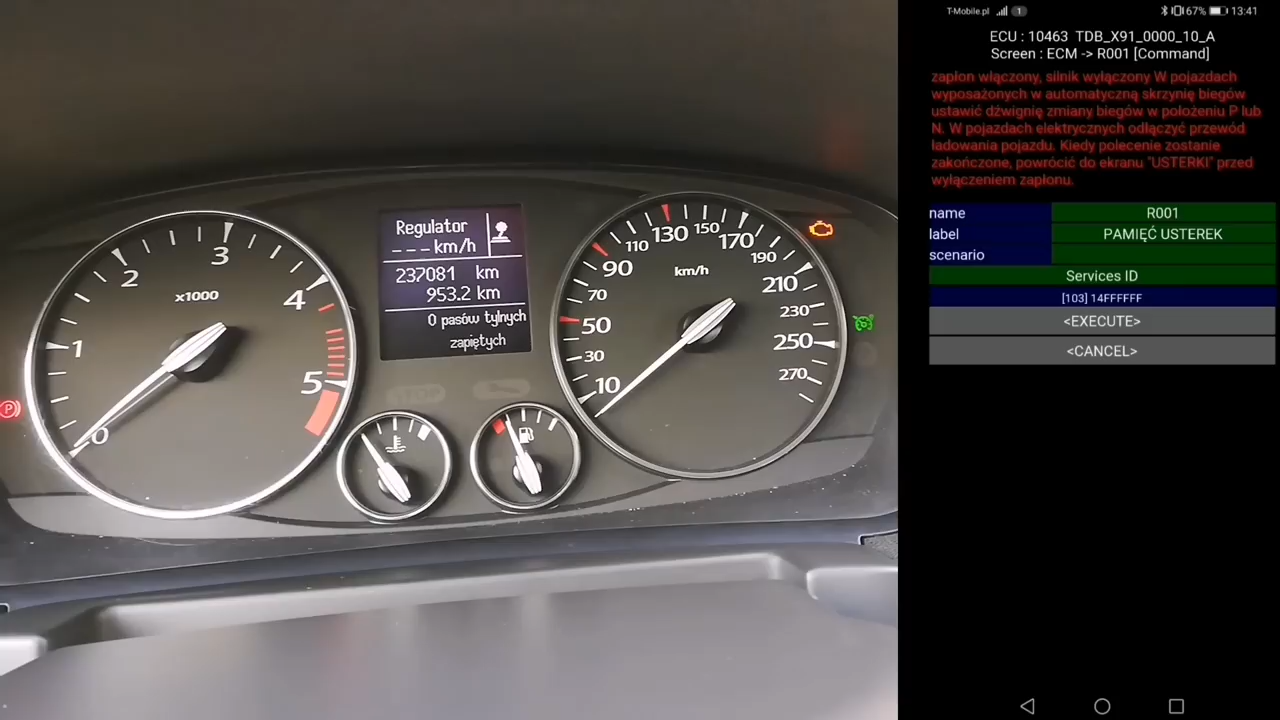 Regulator
--- km/h
237081 km
953.2 km
0 pasów tylnych
zapiętych
x1000
0
1
2
3
4
5
km/h
10
30
50
70
90
110
130
150
170
190
210
230
250
270
P
T-Mobile.pl
1
67%
13:41
ECU : 10463 TDB_X91_0000_10_A
Screen : ECM -> R001 [Command]
zapłon włączony, silnik wyłączony W pojazdach
wyposażonych w automatyczną skrzynię biegów
ustawić dźwignię zmiany biegów w położeniu P lub
N. W pojazdach elektrycznych odłączyć przewód
ładowania pojazdu. Kiedy polecenie zostanie
zakończone, powrócić do ekranu "USTERKI" przed
wyłączeniem zapłonu.
name R001
label PAMIĘĆ USTEREK
scenario
Services ID
[103] 14FFFFFF
<EXECUTE>
<CANCEL>